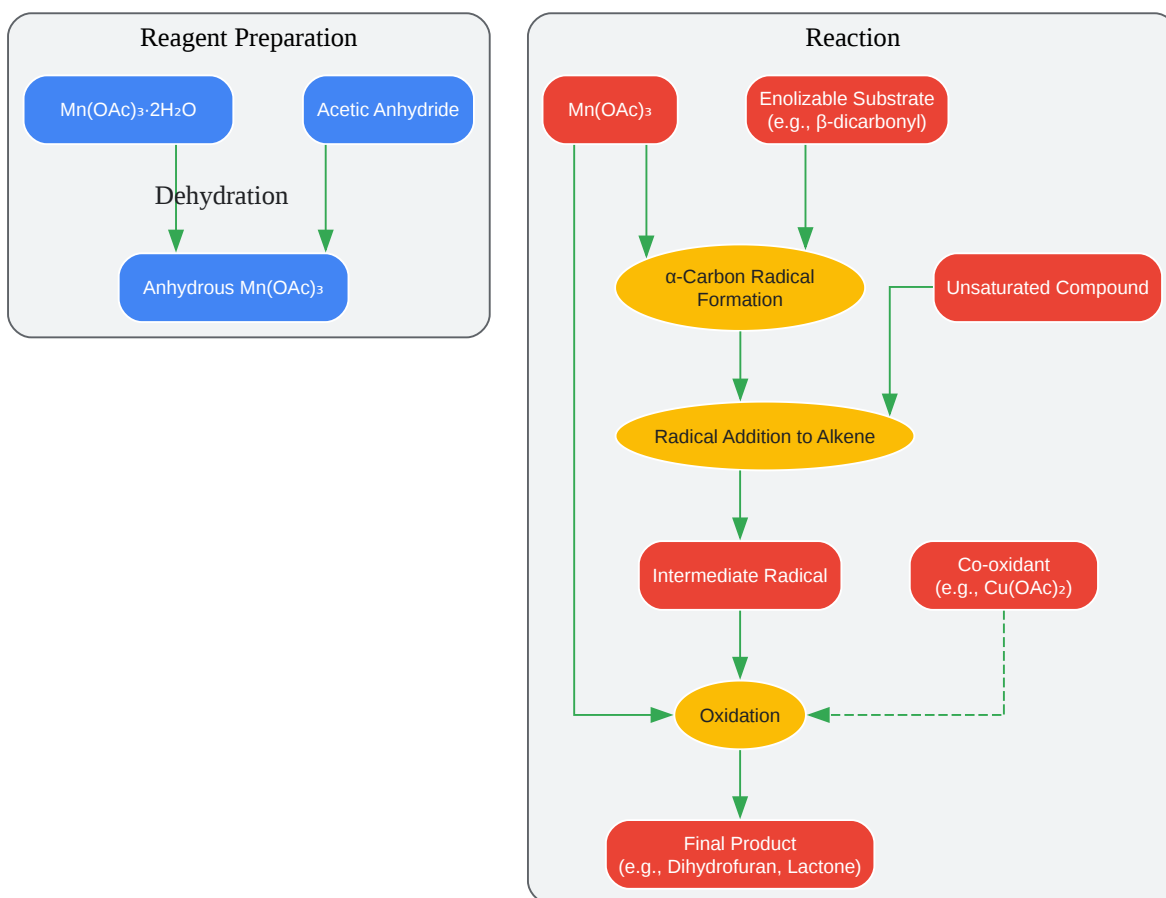 Reagent Preparation
Mn(OAc)₃·2H₂O
Acetic Anhydride
Dehydration
Anhydrous Mn(OAc)₃
Reaction
Mn(OAc)₃
Enolizable Substrate
(e.g., β-dicarbonyl)
α-Carbon Radical
Formation
Unsaturated Compound
Radical Addition to Alkene
Intermediate Radical
Co-oxidant
(e.g., Cu(OAc)₂)
Oxidation
Final Product
(e.g., Dihydrofuran, Lactone)